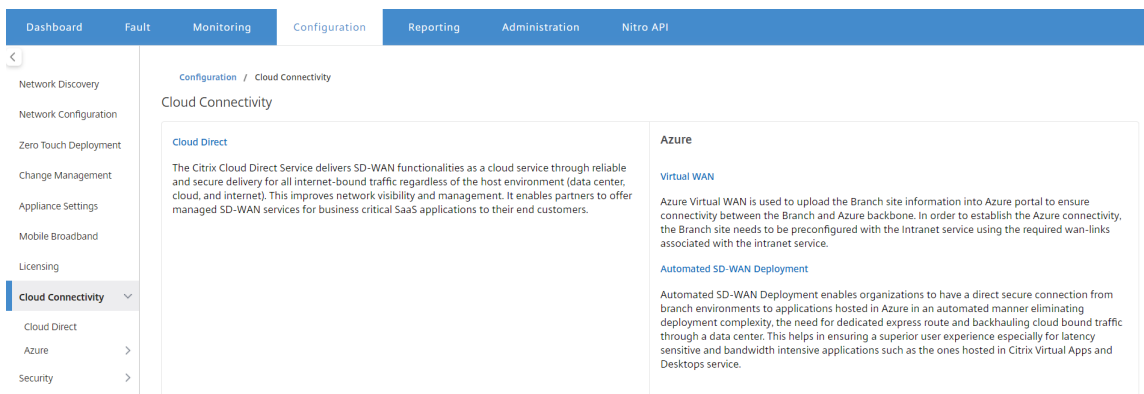 Dashboard Fault Monitoring Configuration Reporting Administration Nitro API
Network Discovery
Network Configuration
Zero Touch Deployment
Change Management
Appliance Settings
Mobile Broadband
Licensing
Cloud Connectivity
Cloud Direct
Azure
Security
Configuration / Cloud Connectivity
Cloud Connectivity
Cloud Direct
The Citrix Cloud Direct Service delivers SD-WAN functionalities as a cloud service through reliable
and secure delivery for all internet-bound traffic regardless of the host environment (data center,
cloud, and internet). This improves network visibility and management. It enables partners to offer
managed SD-WAN services for business critical SaaS applications to their end customers.
Azure
Virtual WAN
Azure Virtual WAN is used to upload the Branch site information into Azure portal to ensure
connectivity between the Branch and Azure backbone. In order to establish the Azure connectivity,
the Branch site needs to be preconfigured with the Intranet service using the required wan-links
associated with the intranet service.
Automated SD-WAN Deployment
Automated SD-WAN Deployment enables organizations to have a direct secure connection from
branch environments to applications hosted in Azure in an automated manner eliminating
deployment complexity, the need for dedicated express route and backhauling cloud bound traffic
through a data center. This helps in ensuring a superior user experience especially for latency
sensitive and bandwidth intensive applications such as the ones hosted in Citrix Virtual Apps and
Desktops service.